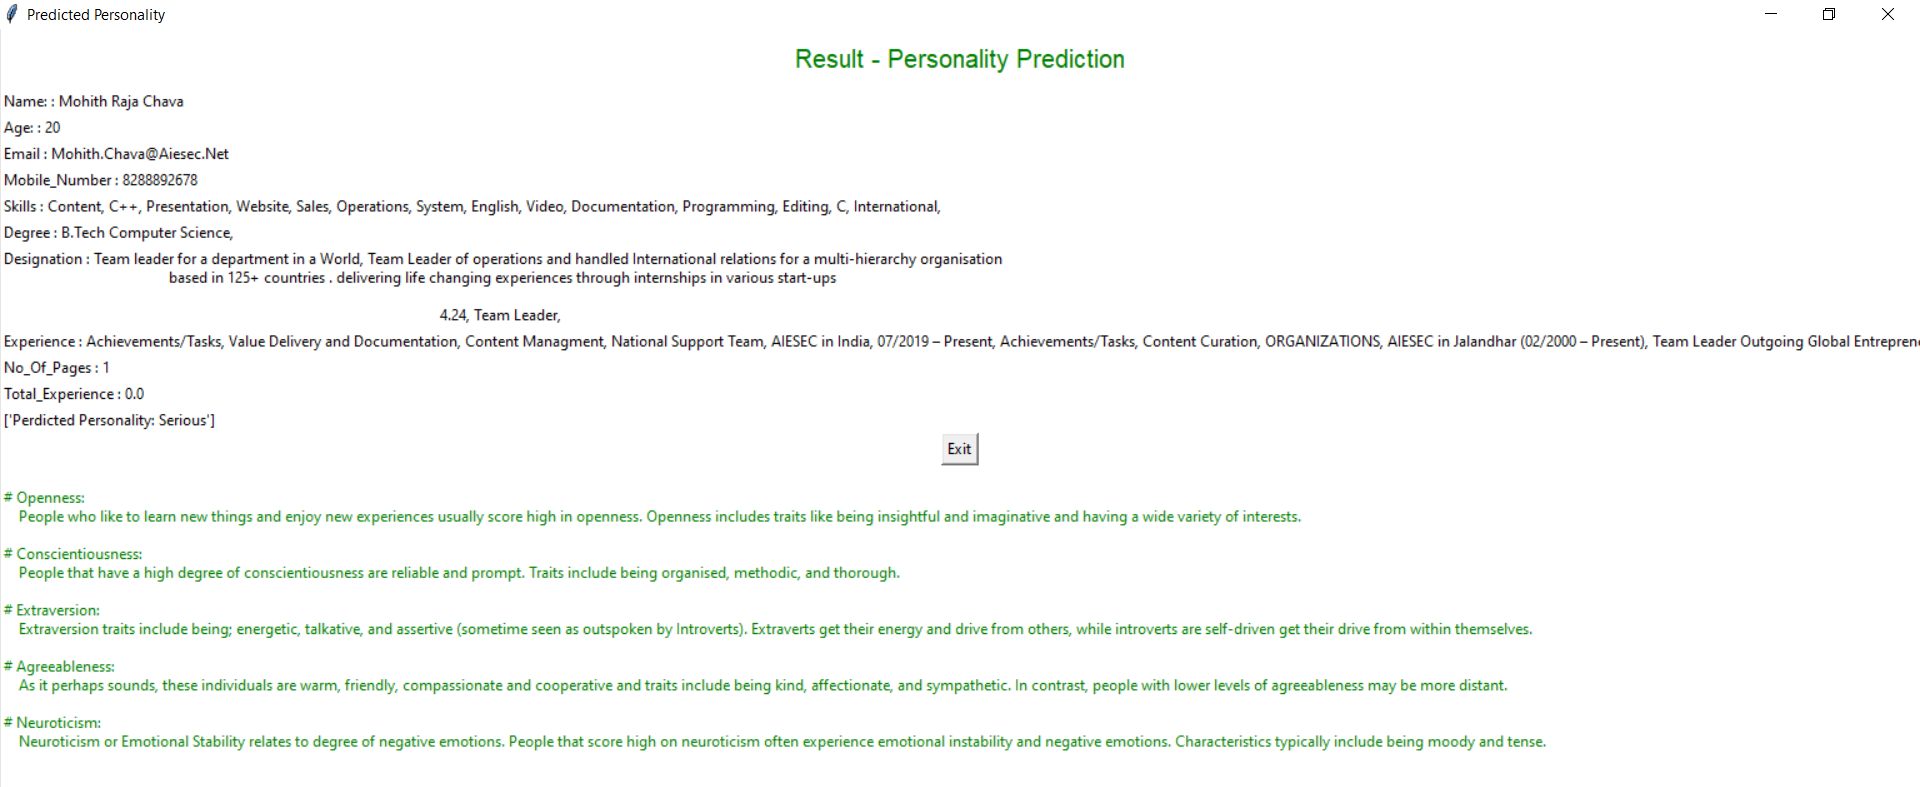 Predicted Personality
Result - Personality Prediction
Name: : Mohith Raja Chava
Age: : 20
Email : Mohith.Chava@Aiesec.Net
Mobile_Number : 8288892678
Skills : Content, C++, Presentation, Website, Sales, Operations, System, English, Video, Documentation, Programming, Editing, C, International,
Degree : B.Tech Computer Science,
Designation : Team leader for a department in a World, Team Leader of operations and handled International relations for a multi-hierarchy organisation
based in 125+ countries . delivering life changing experiences through internships in various start-ups
4.24, Team Leader,
Experience : Achievements/Tasks, Value Delivery and Documentation, Content Managment, National Support Team, AIESEC in India, 07/2019 – Present, Achievements/Tasks, Content Curation, ORGANIZATIONS, AIESEC in Jalandhar (02/2000 – Present), Team Leader Outgoing Global Entrepren
No_Of_Pages : 1
Total_Experience : 0.0
['Perdicted Personality: Serious']
Exit
# Openness:
People who like to learn new things and enjoy new experiences usually score high in openness. Openness includes traits like being insightful and imaginative and having a wide variety of interests.
# Conscientiousness:
People that have a high degree of conscientiousness are reliable and prompt. Traits include being organised, methodic, and thorough.
# Extraversion:
Extraversion traits include being; energetic, talkative, and assertive (sometime seen as outspoken by Introverts). Extraverts get their energy and drive from others, while introverts are self-driven get their drive from within themselves.
# Agreeableness:
As it perhaps sounds, these individuals are warm, friendly, compassionate and cooperative and traits include being kind, affectionate, and sympathetic. In contrast, people with lower levels of agreeableness may be more distant.
# Neuroticism:
Neuroticism or Emotional Stability relates to degree of negative emotions. People that score high on neuroticism often experience emotional instability and negative emotions. Characteristics typically include being moody and tense.